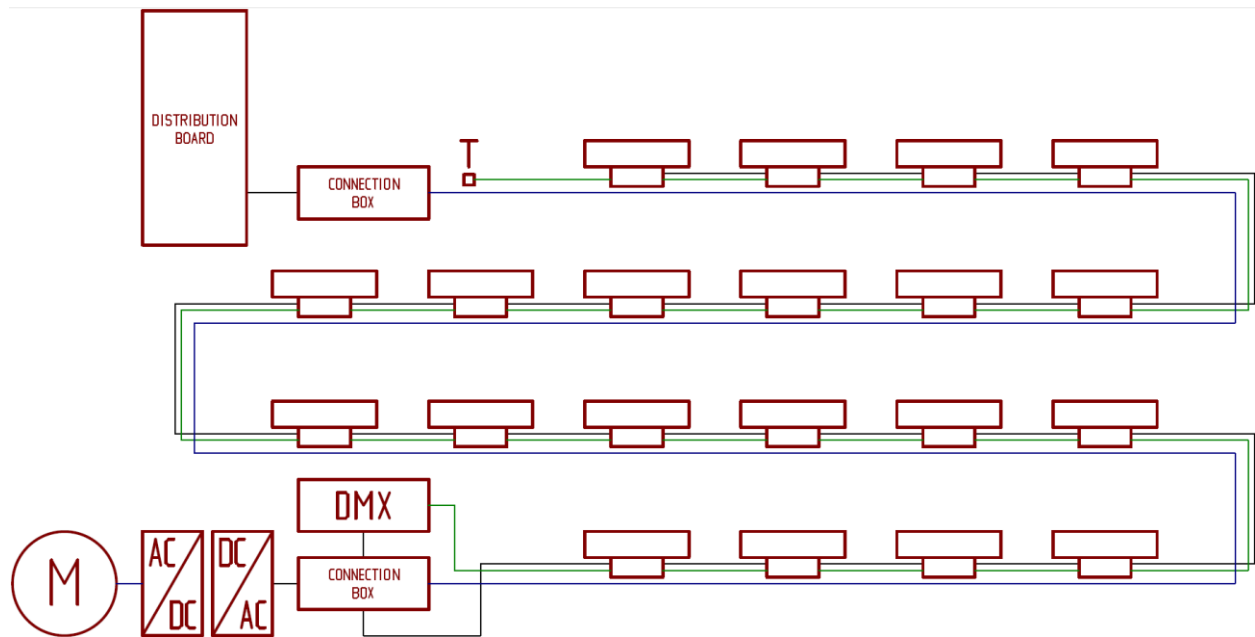 DISTRIBUTION
BOARD
T
CONNECTION
BOX
DMX
M
AC
DC
DC
AC
CONNECTION
BOX